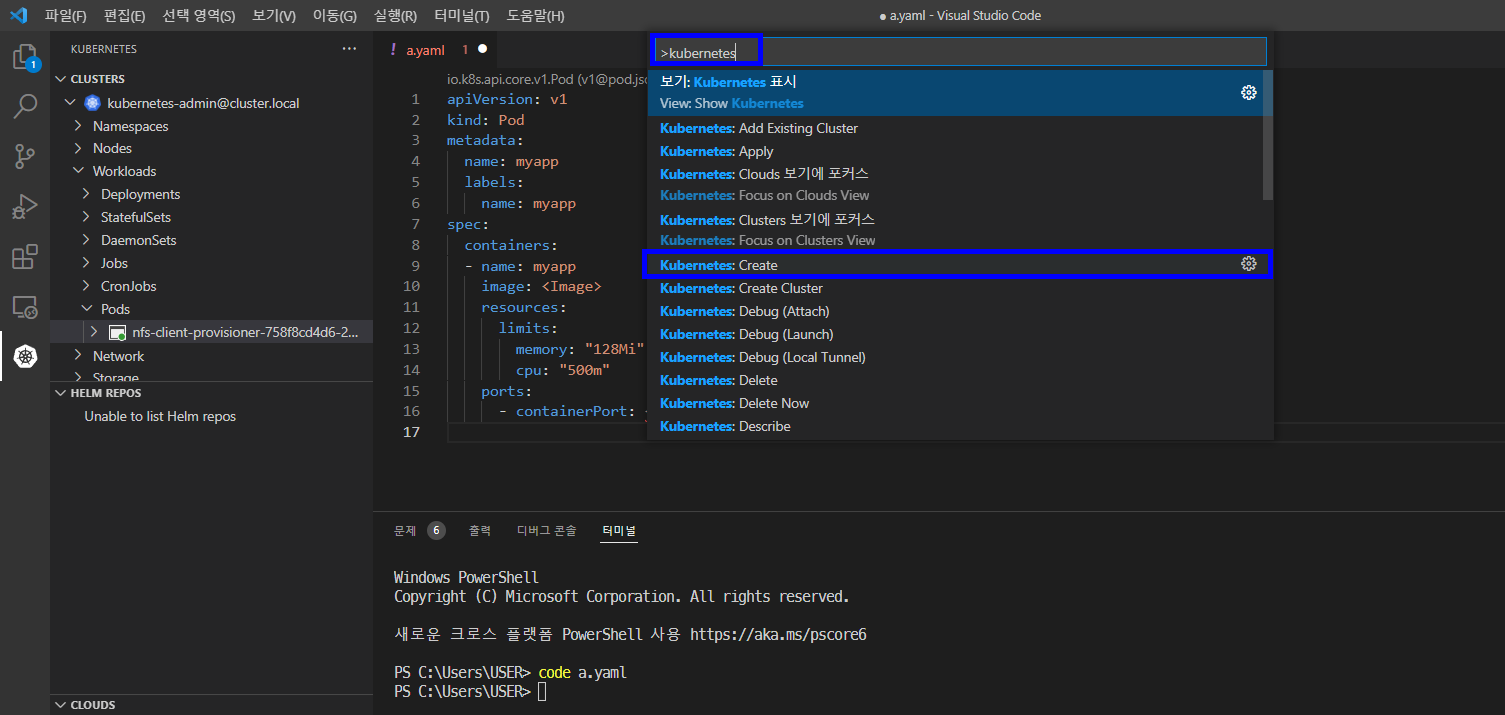 파일(F) 편집(E) 선택 영역(S) 보기(V) 이동(G) 실행(R) 터미널(T) 도움말(H)
● a.yaml - Visual Studio Code
1
KUBERNETES ···
CLUSTERS
kubernetes-admin@cluster.local
Namespaces
Nodes
Workloads
Deployments
StatefulSets
DaemonSets
Jobs
CronJobs
Pods
nfs-client-provisioner-758f8cd4d6-2...
Network
Storage
HELM REPOS
Unable to list Helm repos
CLOUDS
! a.yaml 1 ●
io.k8s.api.core.v1.Pod (v1@pod.jso
1 apiVersion: v1
2 kind: Pod
3 metadata:
4 name: myapp
5 labels:
6 name: myapp
7 spec:
8 containers:
9 - name: myapp
10 image: <Image>
11 resources:
12 limits:
13 memory: "128Mi"
14 cpu: "500m"
15 ports:
16 - containerPort:
17
>kubernetes
보기: Kubernetes 표시
View: Show Kubernetes
Kubernetes: Add Existing Cluster
Kubernetes: Apply
Kubernetes: Clouds 보기에 포커스
Kubernetes: Focus on Clouds View
Kubernetes: Clusters 보기에 포커스
Kubernetes: Focus on Clusters View
Kubernetes: Create
Kubernetes: Create Cluster
Kubernetes: Debug (Attach)
Kubernetes: Debug (Launch)
Kubernetes: Debug (Local Tunnel)
Kubernetes: Delete
Kubernetes: Delete Now
Kubernetes: Describe
문제 6 출력 디버그 콘솔 터미널
Windows PowerShell
Copyright (C) Microsoft Corporation. All rights reserved.
새로운 크로스 플랫폼 PowerShell 사용 https://aka.ms/pscore6
PS C:\Users\USER> code a.yaml
PS C:\Users\USER>